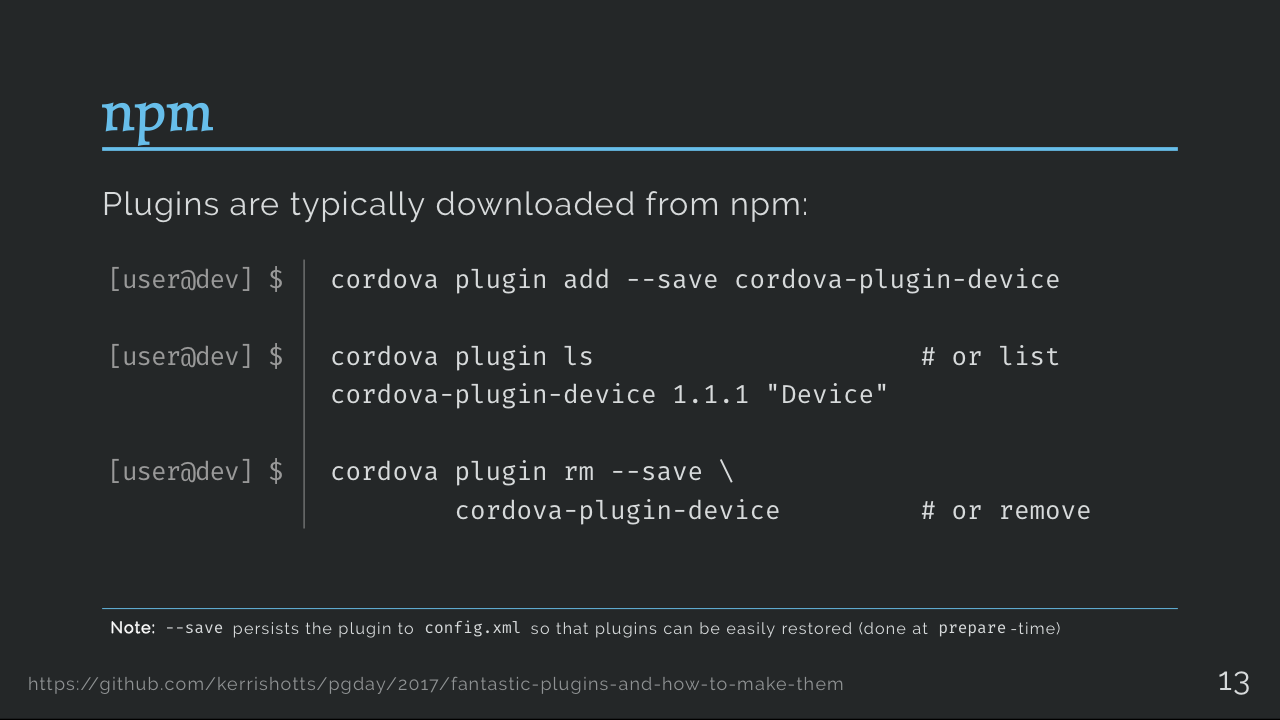 npm
Plugins are typically downloaded from npm:
[user@dev] $ cordova plugin add --save cordova-plugin-device
[user@dev] $ cordova plugin ls # or list
cordova-plugin-device 1.1.1 "Device"
[user@dev] $ cordova plugin rm --save \
cordova-plugin-device # or remove
Note: --save persists the plugin to config.xml so that plugins can be easily restored (done at prepare-time)
https://github.com/kerrishotts/pgday/2017/fantastic-plugins-and-how-to-make-them
13